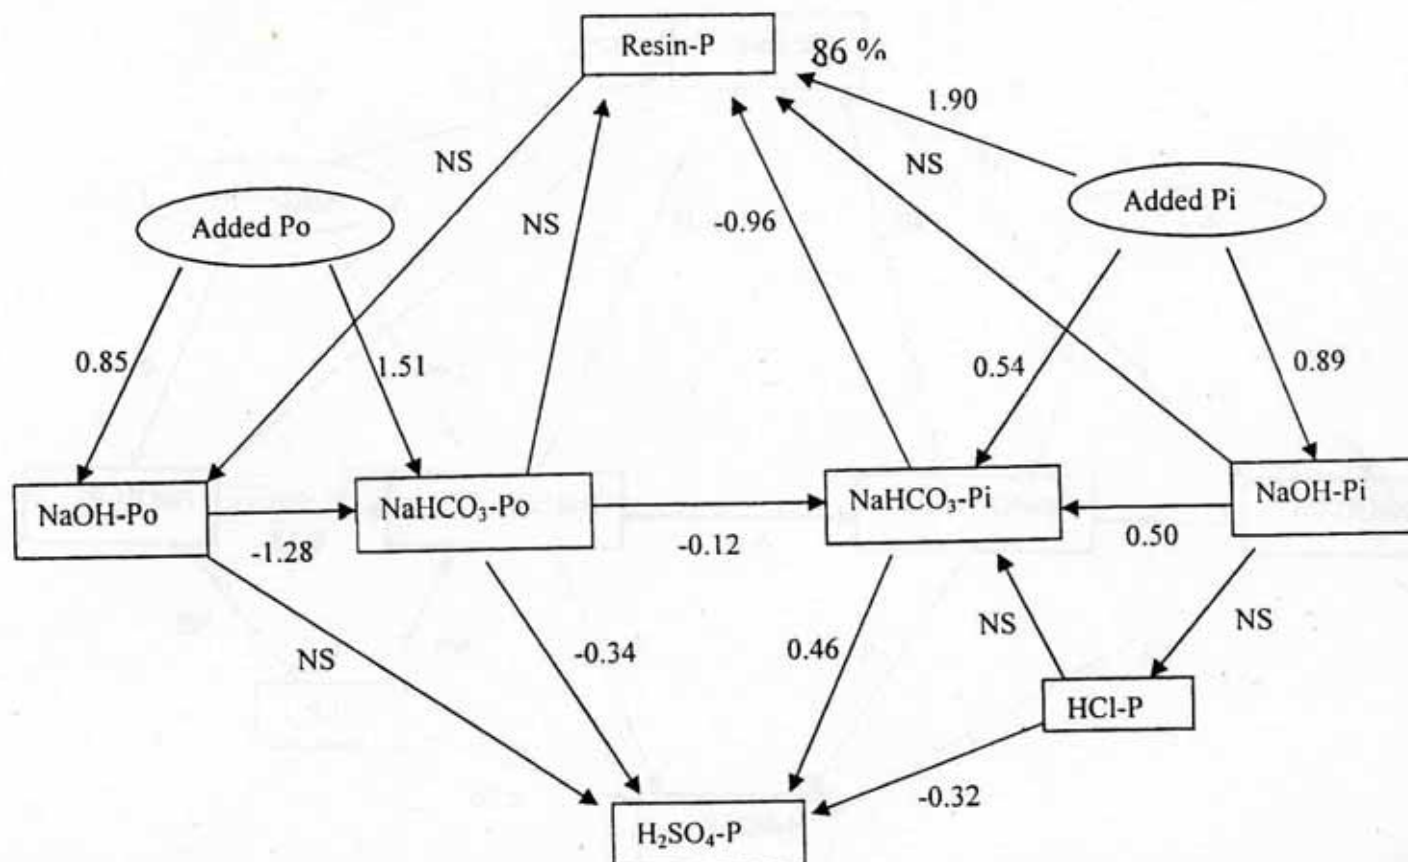 Resin-P
86 %
1.90
NS
NS
Added Po
NS
-0.96
Added Pi
0.85
1.51
0.54
0.89
NaOH-Po
NaHCO₃-Po
NaHCO₃-Pi
NaOH-Pi
-1.28
-0.12
0.50
NS
-0.34
0.46
NS
NS
HCl-P
-0.32
H₂SO₄-P